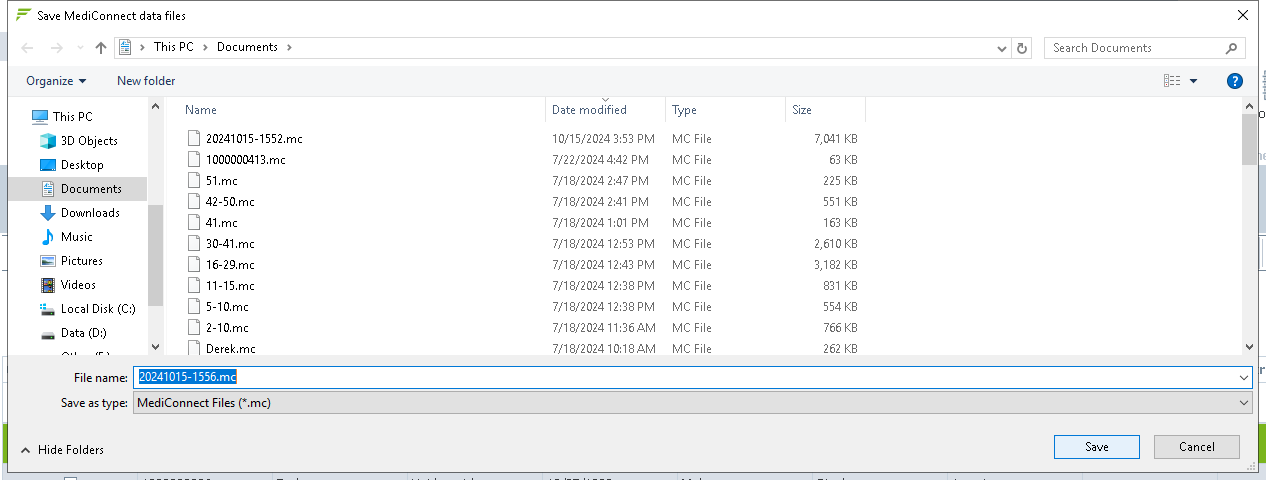 Save MediConnect data files
This PC > Documents >
Search Documents
Organize New folder
?
Name Date modified Type Size
This PC
3D Objects
Desktop
Documents
Downloads
Music
Pictures
Videos
Local Disk (C:)
Data (D:)
20241015-1552.mc 10/15/2024 3:53 PM MC File 7,041 KB
1000000413.mc 7/22/2024 4:42 PM MC File 63 KB
51.mc 7/18/2024 2:47 PM MC File 225 KB
42-50.mc 7/18/2024 2:41 PM MC File 551 KB
41.mc 7/18/2024 1:01 PM MC File 163 KB
30-41.mc 7/18/2024 12:53 PM MC File 2,610 KB
16-29.mc 7/18/2024 12:43 PM MC File 3,182 KB
11-15.mc 7/18/2024 12:38 PM MC File 831 KB
5-10.mc 7/18/2024 12:38 PM MC File 554 KB
2-10.mc 7/18/2024 11:36 AM MC File 766 KB
Derek.mc 7/18/2024 10:18 AM MC File 262 KB
File name: 20241015-1556.mc
Save as type: MediConnect Files (*.mc)
Hide Folders
Save Cancel